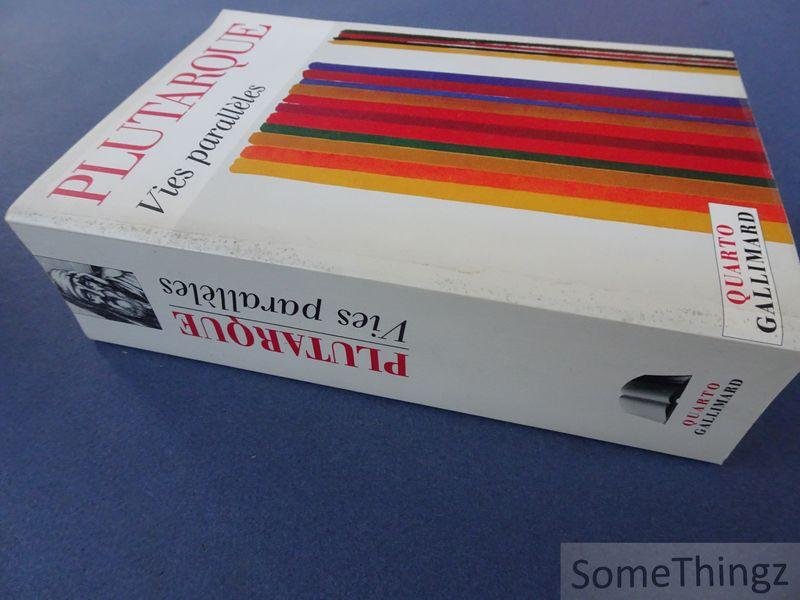 PLUTARQUE
Vies parallèles
QUARTO
GALLIMARD
PLUTARQUE
Vies parallèles
QUARTO
GALLIMARD
SomeThingz